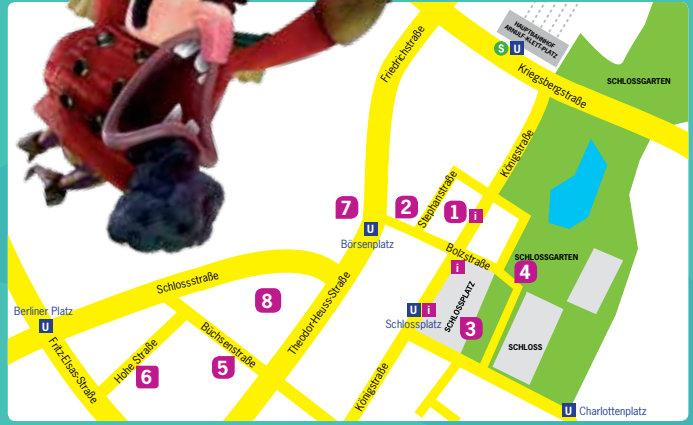 HAUPTBAHNHOF
ARNULF-KLETT-PLATZ
S U
SCHLOSSGARTEN
Friedrichstraße
Kriegsbergstraße
Königstraße
Stephanstraße
7
2
1 i
U
Börsenplatz
Bolzstraße
i
SCHLOSSGARTEN
4
Schlossstraße
8
Theodor-Heuss-Straße
U i
Schlossplatz
SCHLOSSPLATZ
3
SCHLOSS
Berliner Platz
U
Fritz-Elsas-Straße
Hohe Straße
6
Büchsenstraße
5
Königstraße
U Charlottenplatz